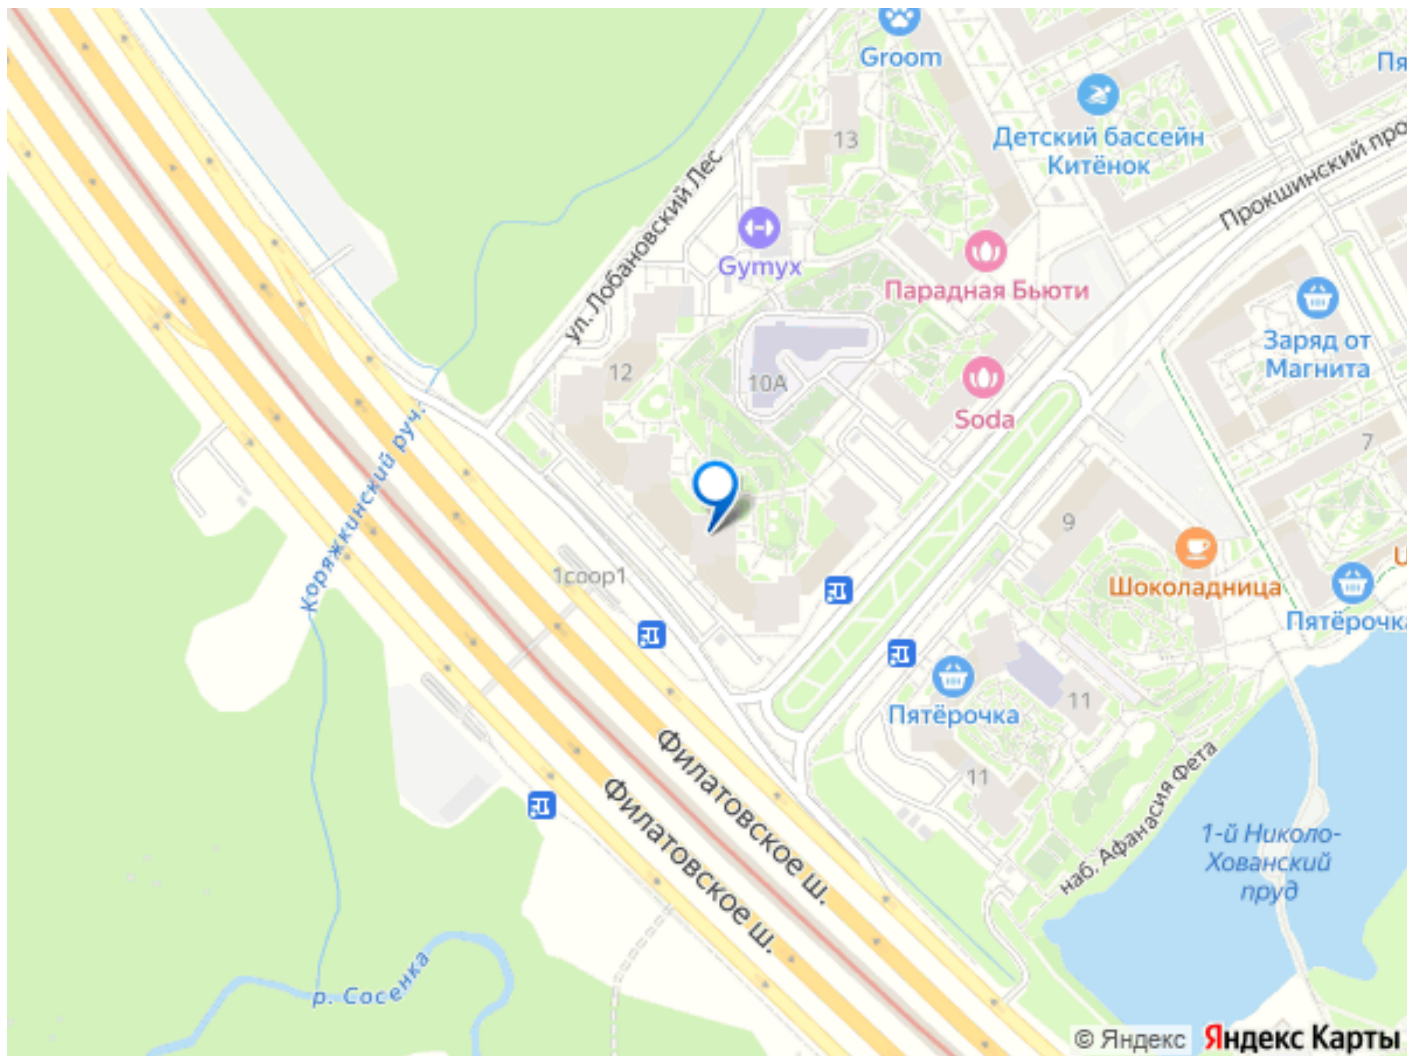 Groom
Пя
Детский бассейн
Китёнок
13
Прокшинский про
ул. Лобановский Лес
Gymyx
Парадная Бьюти
Заряд от
Магнита
12
10А
Soda
Коряжкинский руч.
7
9
1соор1
Шоколадница
U
Пятёрочка
Пятёрочка
11
11
Филатовское ш.
Филатовское ш.
наб. Афанасия Фета
1-й Николо-
Хованский
пруд
р. Сосенка
© Яндекс Яндекс Карты